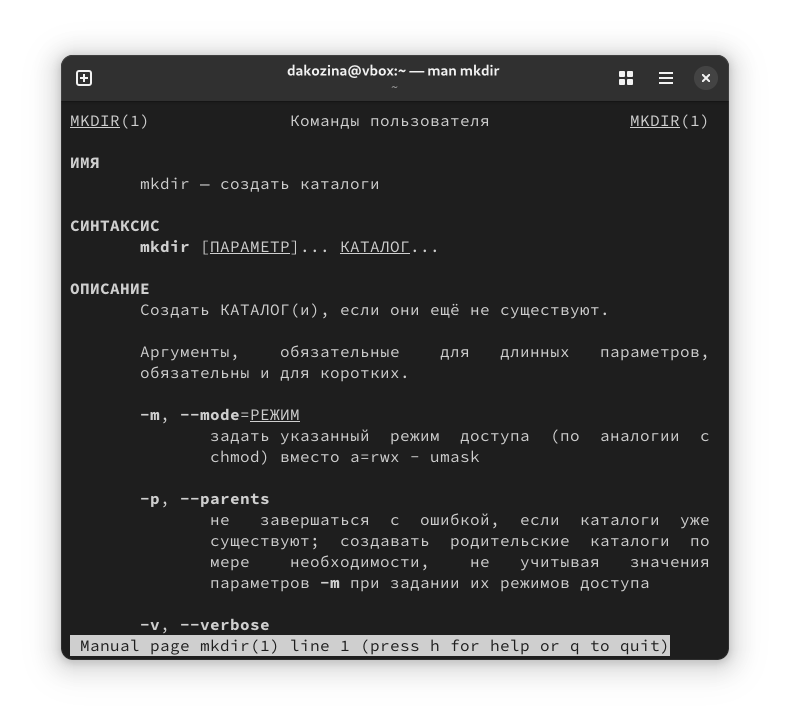 dakozina@vbox:~ — man mkdir
~
MKDIR(1) Команды пользователя MKDIR(1)
ИМЯ
mkdir — создать каталоги
СИНТАКСИС
mkdir [ПАРАМЕТР]... КАТАЛОГ...
ОПИСАНИЕ
Создать КАТАЛОГ(и), если они ещё не существуют.
Аргументы, обязательные для длинных параметров,
обязательны и для коротких.
-m, --mode=РЕЖИМ
задать указанный режим доступа (по аналогии с
chmod) вместо a=rwx - umask
-p, --parents
не завершаться с ошибкой, если каталоги уже
существуют; создавать родительские каталоги по
мере необходимости, не учитывая значения
параметров -m при задании их режимов доступа
-v, --verbose
Manual page mkdir(1) line 1 (press h for help or q to quit)